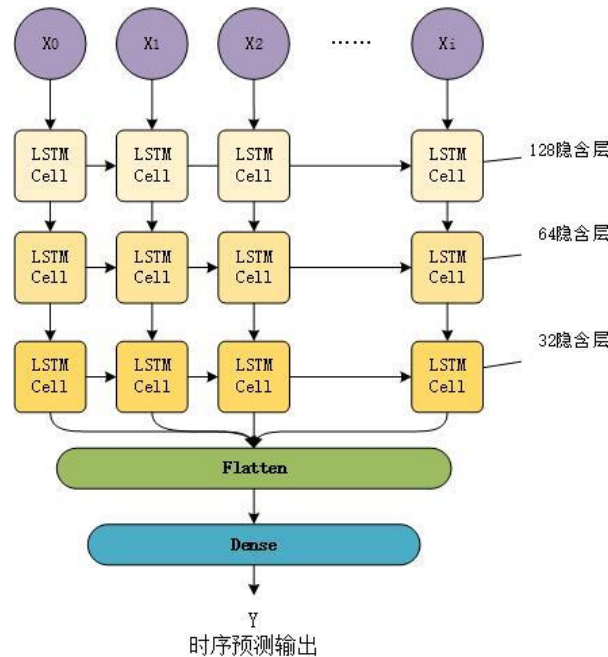 X0
X1
X2
……
Xi
LSTM
Cell
LSTM
Cell
LSTM
Cell
LSTM
Cell
128隐含层
LSTM
Cell
LSTM
Cell
LSTM
Cell
LSTM
Cell
64隐含层
LSTM
Cell
LSTM
Cell
LSTM
Cell
LSTM
Cell
32隐含层
Flatten
Dense
Y
时序预测输出